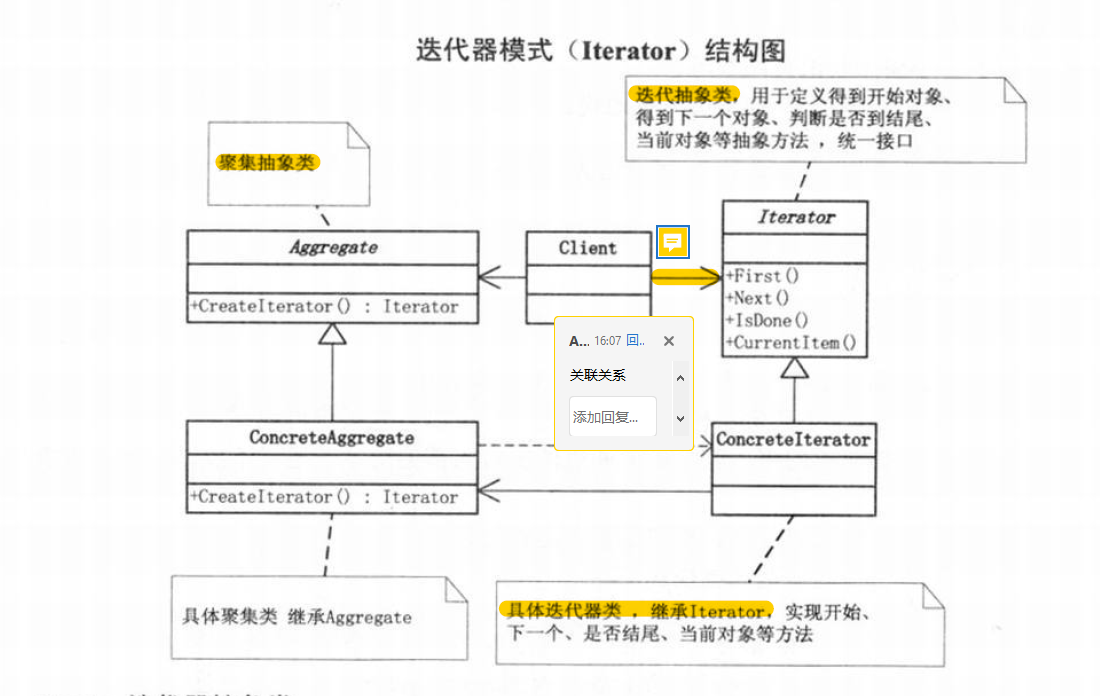 迭代器模式（Iterator）结构图
迭代抽象类，用于定义得到开始对象、
得到下一个对象、判断是否到结尾、
当前对象等抽象方法，统一接口
聚集抽象类
Aggregate
+CreateIterator() : Iterator
Client
Iterator
+First()
+Next()
+IsDone()
+CurrentItem()
A... 16:07 回..
关联关系
添加回复...
ConcreteAggregate
+CreateIterator() : Iterator
ConcreteIterator
具体聚集类 继承Aggregate
具体迭代器类，继承Iterator，实现开始、
下一个、是否结尾、当前对象等方法